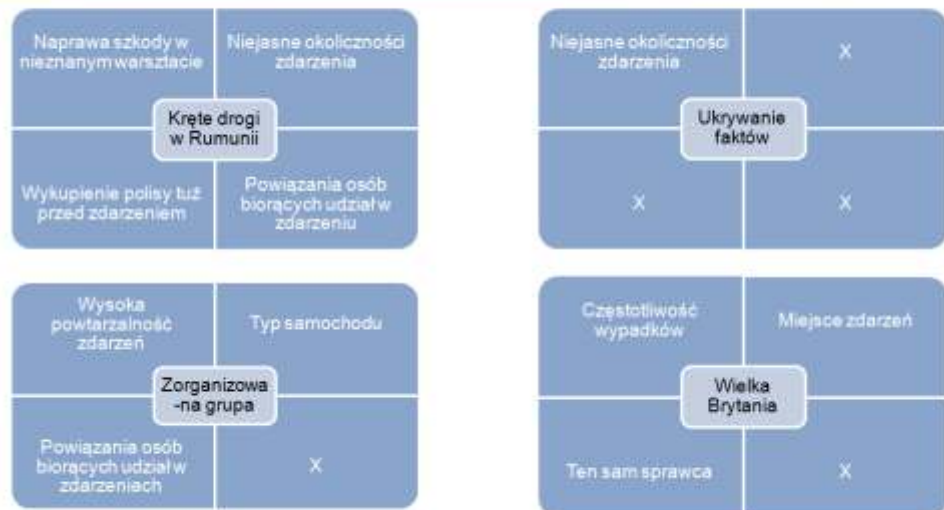 Naprawa szkody w
nieznanym warsztacie
Niejasne okoliczności
zdarzenia
Kręte drogi
w Rumunii
Wykupienie polisy tuż
przed zdarzeniem
Powiązania osób
biorących udział w
zdarzeniu
Niejasne okoliczności
zdarzenia
X
Ukrywanie
faktów
X
X
Wysoka
powtarzalność
zdarzeń
Typ samochodu
Zorganizowa
-na grupa
Powiązania osób
biorących udział w
zdarzeniach
X
Częstotliwość
wypadków
Miejsce zdarzeń
Wielka
Brytania
Ten sam sprawca
X